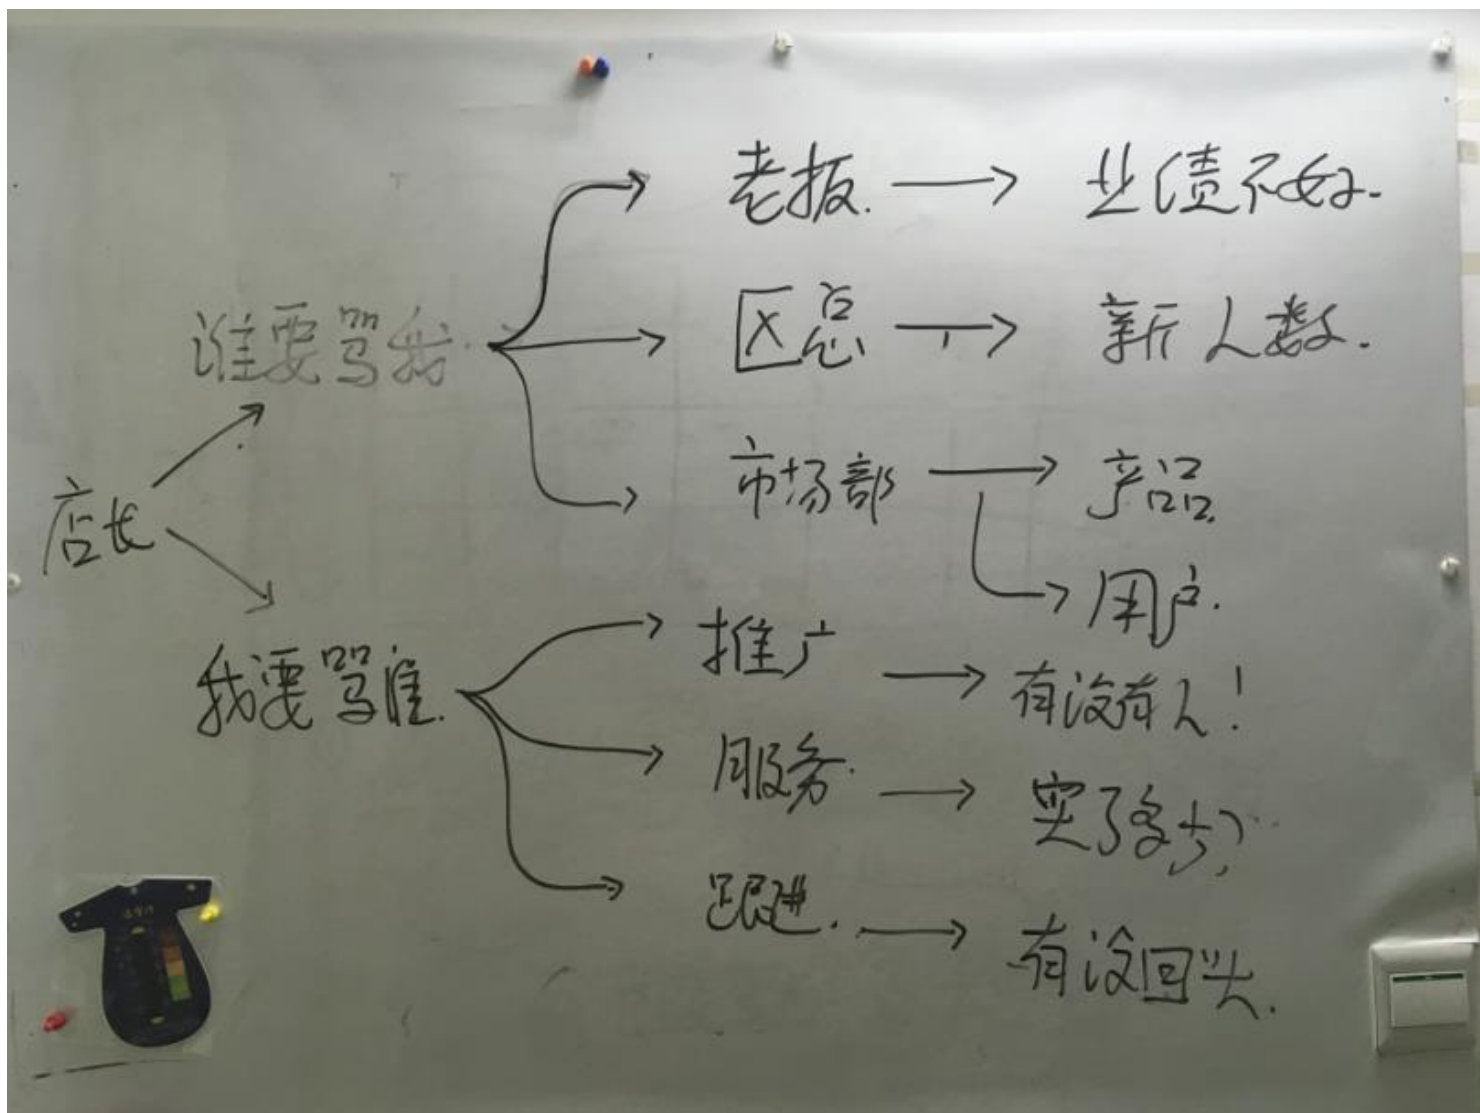 老板. 业绩不好.
谁要骂我 区总 新人数.
市场部 产品
店长 用户.
推广 有没有人!
我要骂谁. 服务. 实了多少?
跟进. 有没回头.